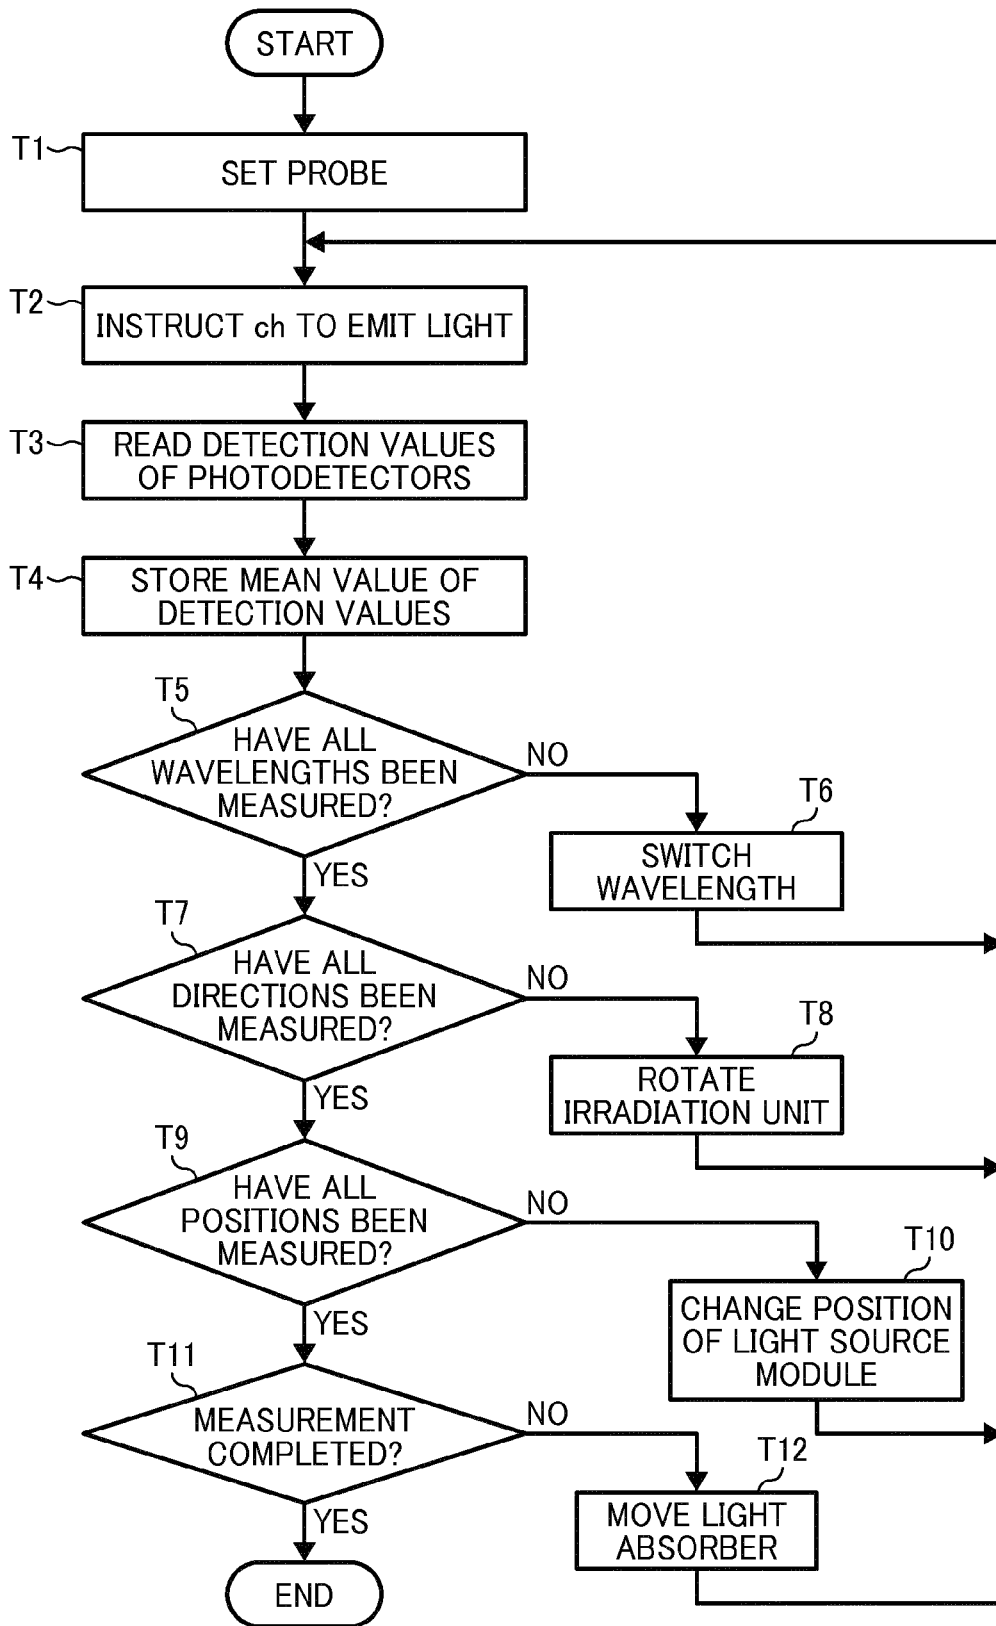 START
T1
SET PROBE
T2
INSTRUCT ch TO EMIT LIGHT
T3
READ DETECTION VALUES
OF PHOTODETECTORS
T4
STORE MEAN VALUE OF
DETECTION VALUES
T5
HAVE ALL
WAVELENGTHS BEEN
MEASURED?
NO
YES
T6
SWITCH
WAVELENGTH
T7
HAVE ALL
DIRECTIONS BEEN
MEASURED?
NO
YES
T8
ROTATE
IRRADIATION UNIT
T9
HAVE ALL
POSITIONS BEEN
MEASURED?
NO
YES
T10
CHANGE POSITION
OF LIGHT SOURCE
MODULE
T11
MEASUREMENT
COMPLETED?
NO
YES
T12
MOVE LIGHT
ABSORBER
END